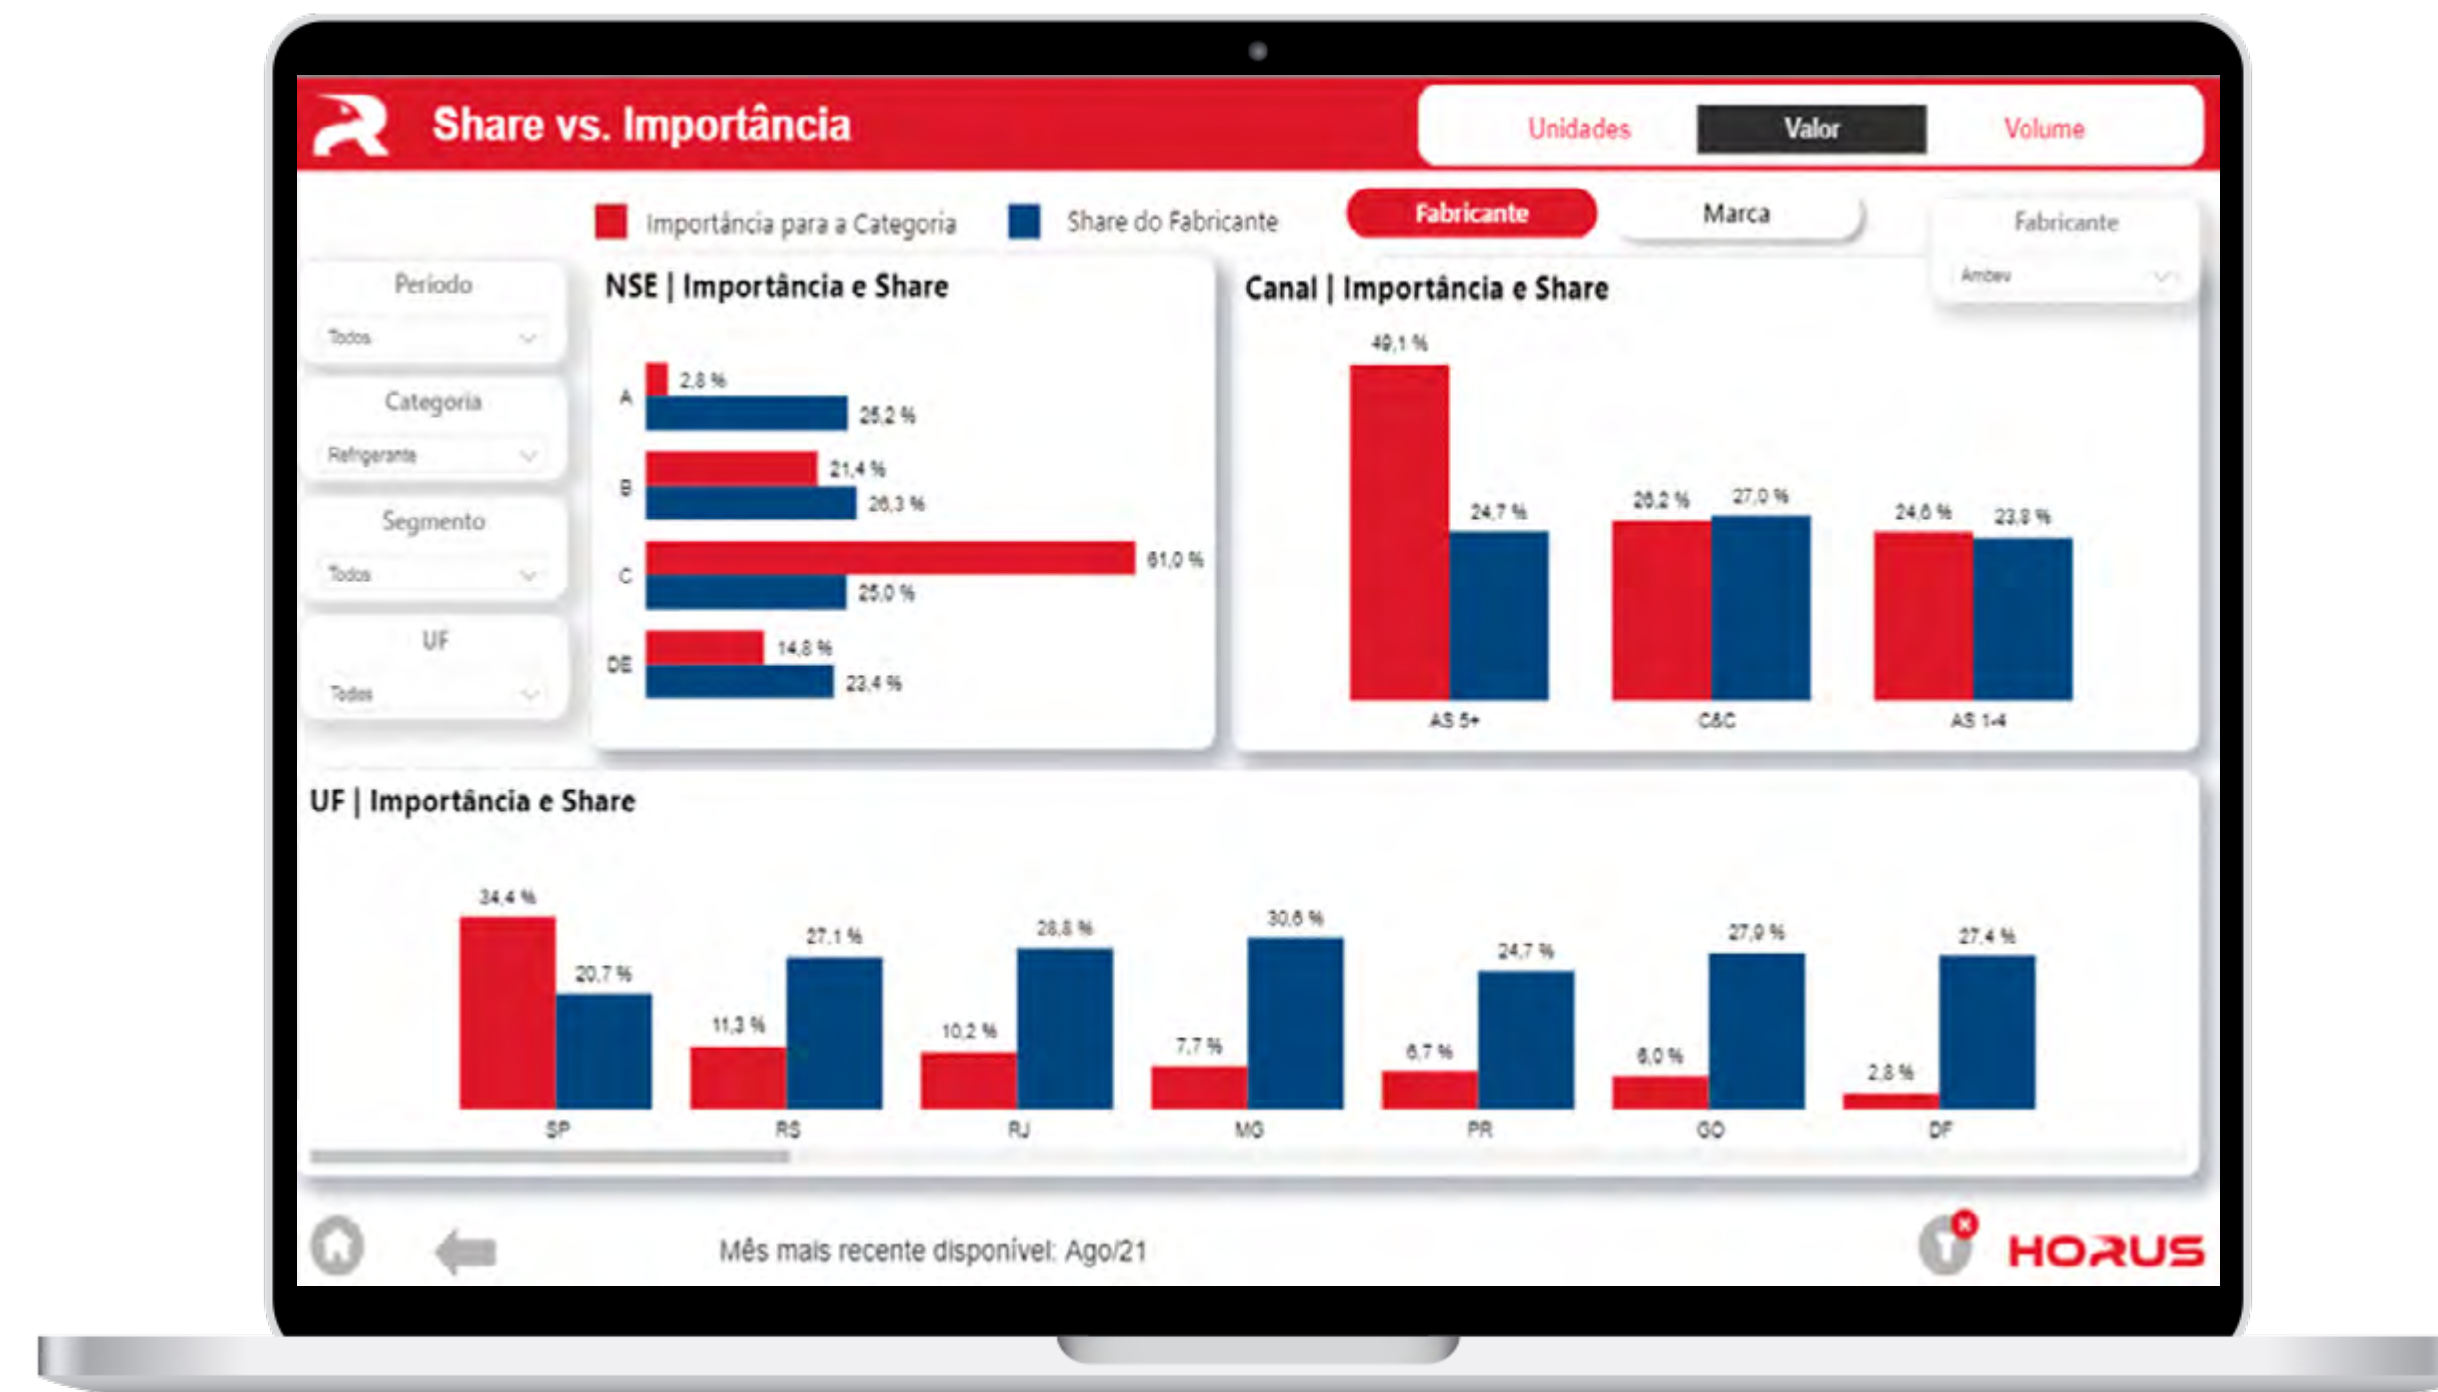 Share vs. Importância
Unidades
Valor
Volume
Importância para a Categoria
Share do Fabricante
Fabricante
Marca
Fabricante
Ambev
Período
Todos
Categoria
Refrigerante
Segmento
Todos
UF
Todos
NSE | Importância e Share
A
2,8 %
25,2 %
B
21,4 %
26,3 %
C
61,0 %
25,0 %
DE
14,8 %
23,4 %
Canal | Importância e Share
49,1 %
24,7 %
26,2 %
27,0 %
24,6 %
23,8 %
AS 5+
C&C
AS 1-4
UF | Importância e Share
34,4 %
20,7 %
11,3 %
27,1 %
10,2 %
28,8 %
7,7 %
30,6 %
6,7 %
24,7 %
6,0 %
27,9 %
2,8 %
27,4 %
SP
RS
RJ
MG
PR
GO
DF
Mês mais recente disponível: Ago/21
HORUS